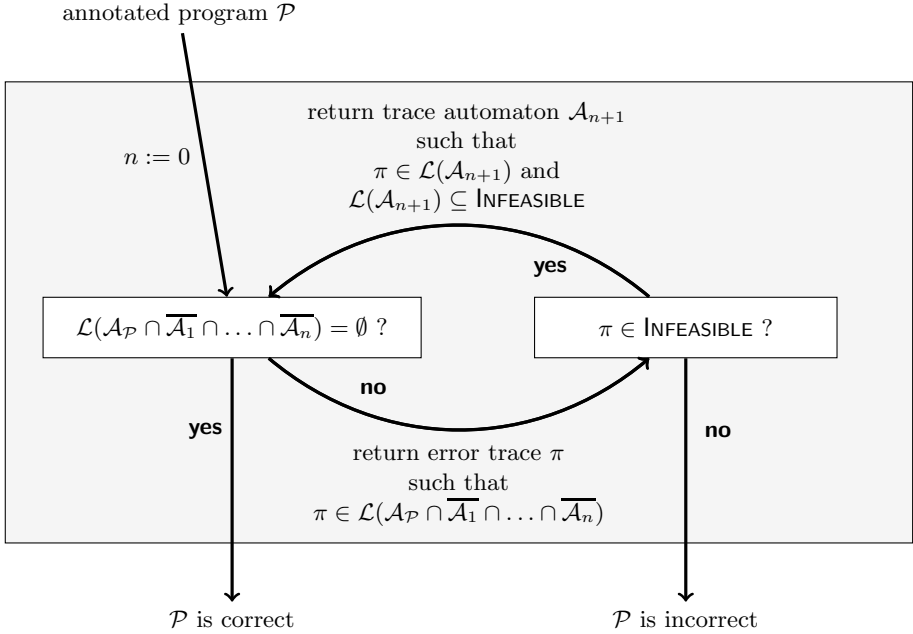 annotated program 𝒫
return trace automaton 𝒜ₙ₊₁
such that
n := 0
π ∈ ℒ(𝒜ₙ₊₁) and
ℒ(𝒜ₙ₊₁) ⊆ INFEASIBLE
yes
ℒ(𝒜_𝒫 ∩ 𝒜̅₁ ∩ … ∩ 𝒜̅ₙ) = ∅ ?
π ∈ INFEASIBLE ?
no
yes
no
return error trace π
such that
π ∈ ℒ(𝒜_𝒫 ∩ 𝒜̅₁ ∩ … ∩ 𝒜̅ₙ)
𝒫 is correct
𝒫 is incorrect